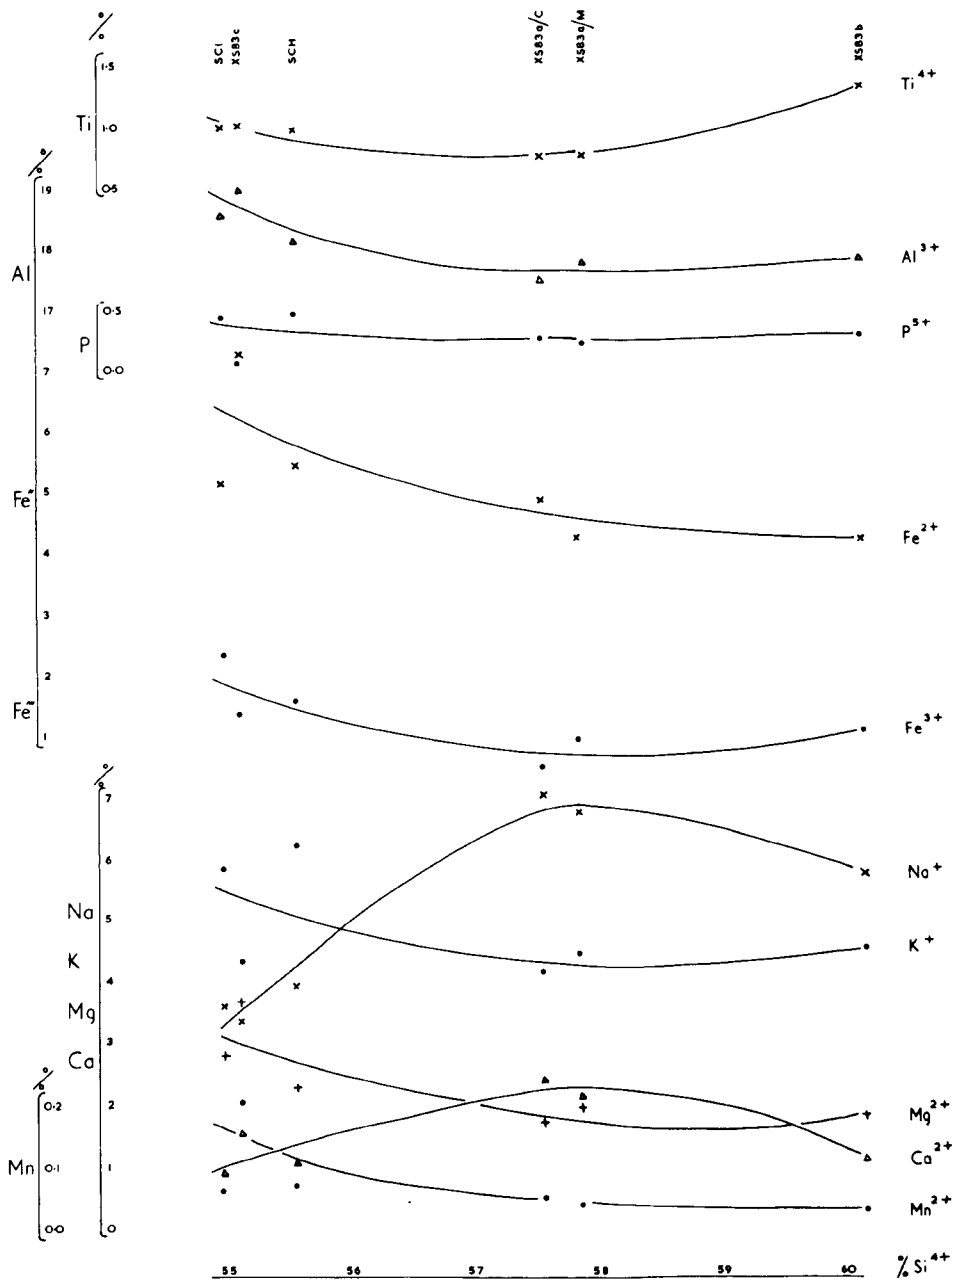 %
SCI
XSB3c
SCH
XSB3a/C
XSB3a/M
XSB3b
Ti
1.5
1.0
0.5
Ti4+
%
Al
19
18
17
Al3+
P
0.5
0.0
P5+
Fe″
7
6
5
4
3
Fe2+
Fe‴
2
1
Fe3+
%
7
6
5
4
3
2
1
0
Na
K
Mg
Ca
Na+
K+
%
Mn
0.2
0.1
0.0
Mg2+
Ca2+
Mn2+
55
56
57
58
59
60
% Si4+